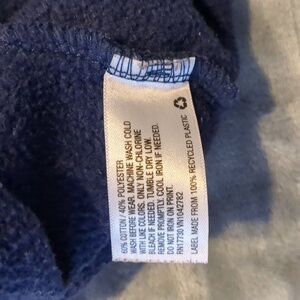 60% COTTON / 40% POLYESTER
WASH BEFORE WEAR. MACHINE WASH COLD
WITH LIKE COLORS. ONLY NON-CHLORINE
BLEACH IF NEEDED. TUMBLE DRY LOW.
REMOVE PROMPTLY. COOL IRON IF NEEDED.
DO NOT IRON ON PRINT.
RN17730 VN1042782
LABEL MADE FROM 100% RECYCLED PLASTIC